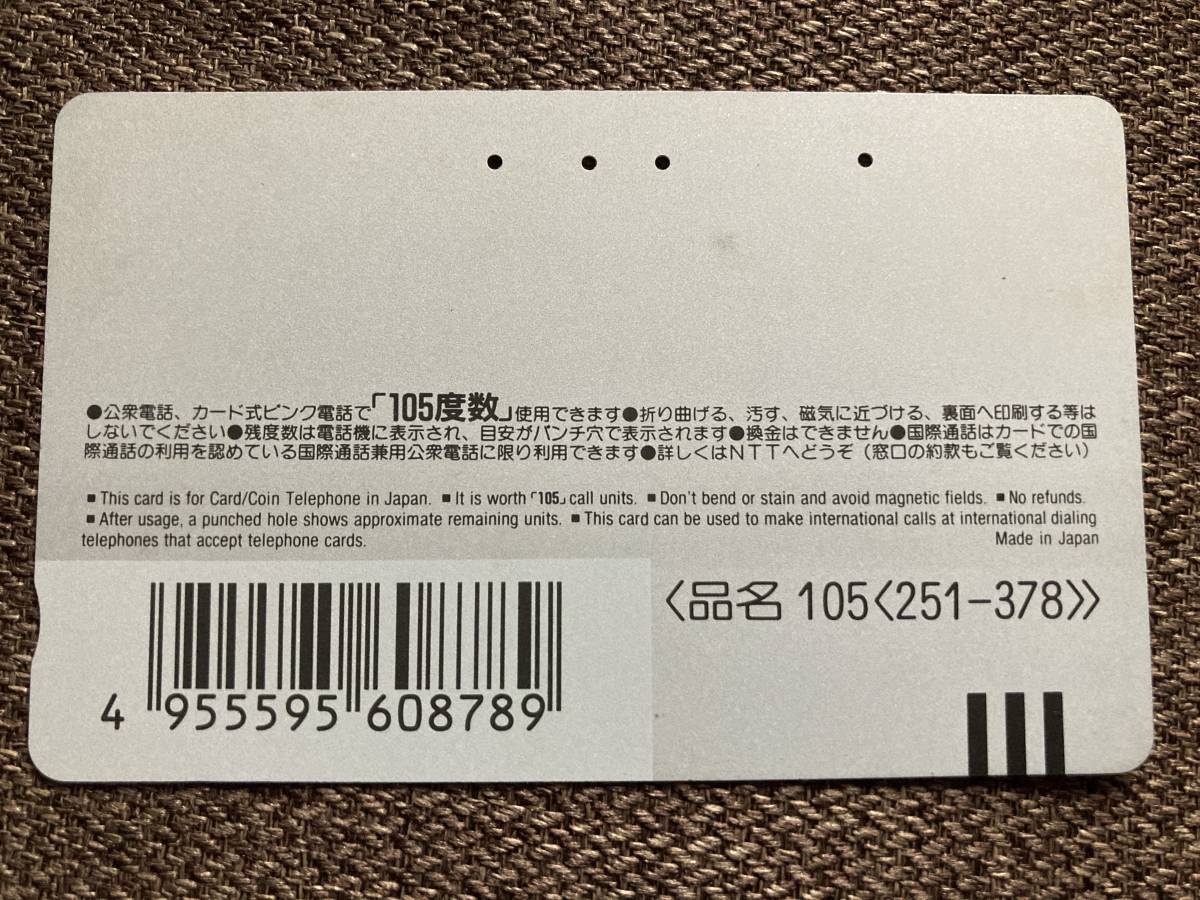 ●公衆電話、カード式ピンク電話で「105度数」使用できます●折り曲げる、汚す、磁気に近づける、裏面へ印刷する等は
しないでください●残度数は電話機に表示され、目安がパンチ穴で表示されます●換金はできません●国際通話はカードでの国
際通話の利用を認めている国際通話兼用公衆電話に限り利用できます●詳しくはNTTへどうぞ（窓口の約款もご覧ください）
■ This card is for Card/Coin Telephone in Japan. ■ It is worth「105」call units. ■ Don't bend or stain and avoid magnetic fields. ■ No refunds.
■ After usage, a punched hole shows approximate remaining units. ■ This card can be used to make international calls at international dialing
telephones that accept telephone cards.
Made in Japan
〈品名 105〈251-378〉〉
4 955595 608789